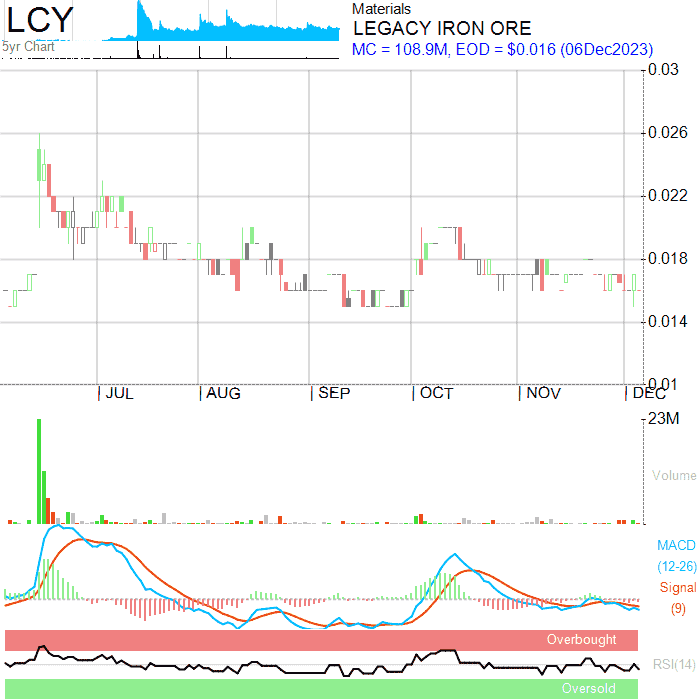 LCY
5yr Chart
Materials
LEGACY IRON ORE
MC = 108.9M, EOD = $0.016 (06Dec2023)
0.03
0.026
0.022
0.018
0.014
0.01
| JUL | AUG | SEP | OCT | NOV | DEC
23M
Volume
MACD
(12-26)
Signal
(9)
Overbought
RSI(14)
Oversold